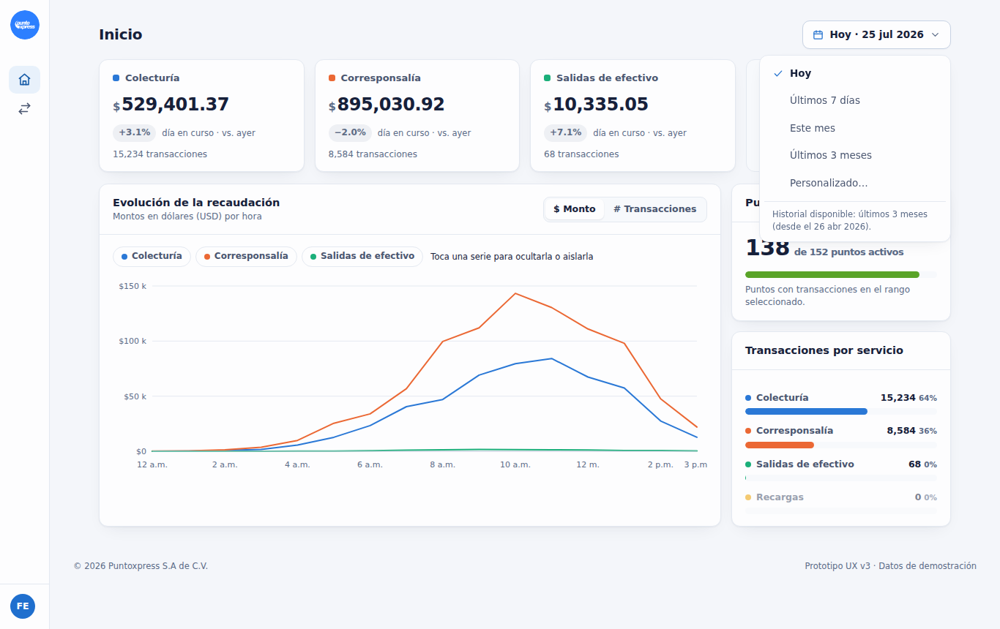 punto
xpress
Inicio
Hoy · 25 jul 2026
Hoy
Últimos 7 días
Este mes
Últimos 3 meses
Personalizado…
Historial disponible: últimos 3 meses
(desde el 26 abr 2026).
Colecturía
$529,401.37
+3.1% día en curso · vs. ayer
15,234 transacciones
Corresponsalía
$895,030.92
−2.0% día en curso · vs. ayer
8,584 transacciones
Salidas de efectivo
$10,335.05
+7.1% día en curso · vs. ayer
68 transacciones
Evolución de la recaudación
Montos en dólares (USD) por hora
$ Monto # Transacciones
Colecturía Corresponsalía Salidas de efectivo Toca una serie para ocultarla o aislarla
$150 k
$100 k
$50 k
$0
12 a.m. 2 a.m. 4 a.m. 6 a.m. 8 a.m. 10 a.m. 12 m. 2 p.m. 3 p.m
Pu
138 de 152 puntos activos
Puntos con transacciones en el rango
seleccionado.
Transacciones por servicio
Colecturía 15,234 64%
Corresponsalía 8,584 36%
Salidas de efectivo 68 0%
Recargas 0 0%
© 2026 Puntoxpress S.A de C.V.
Prototipo UX v3 · Datos de demostración
FE